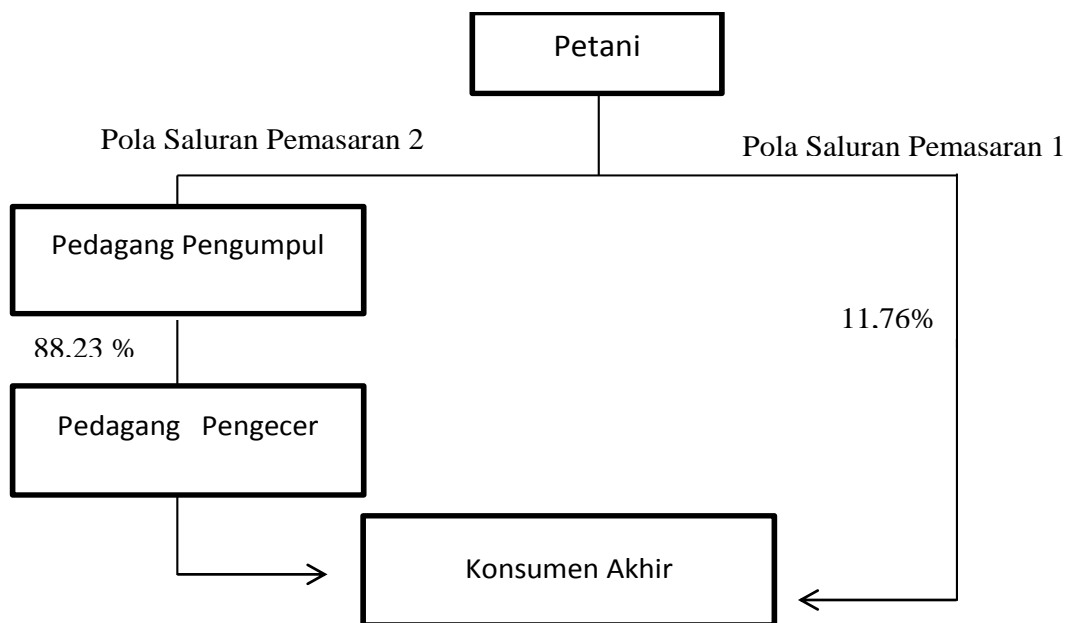 Petani
Pola Saluran Pemasaran 2
Pola Saluran Pemasaran 1
Pedagang Pengumpul
11,76%
88,23 %
Pedagang Pengecer
Konsumen Akhir